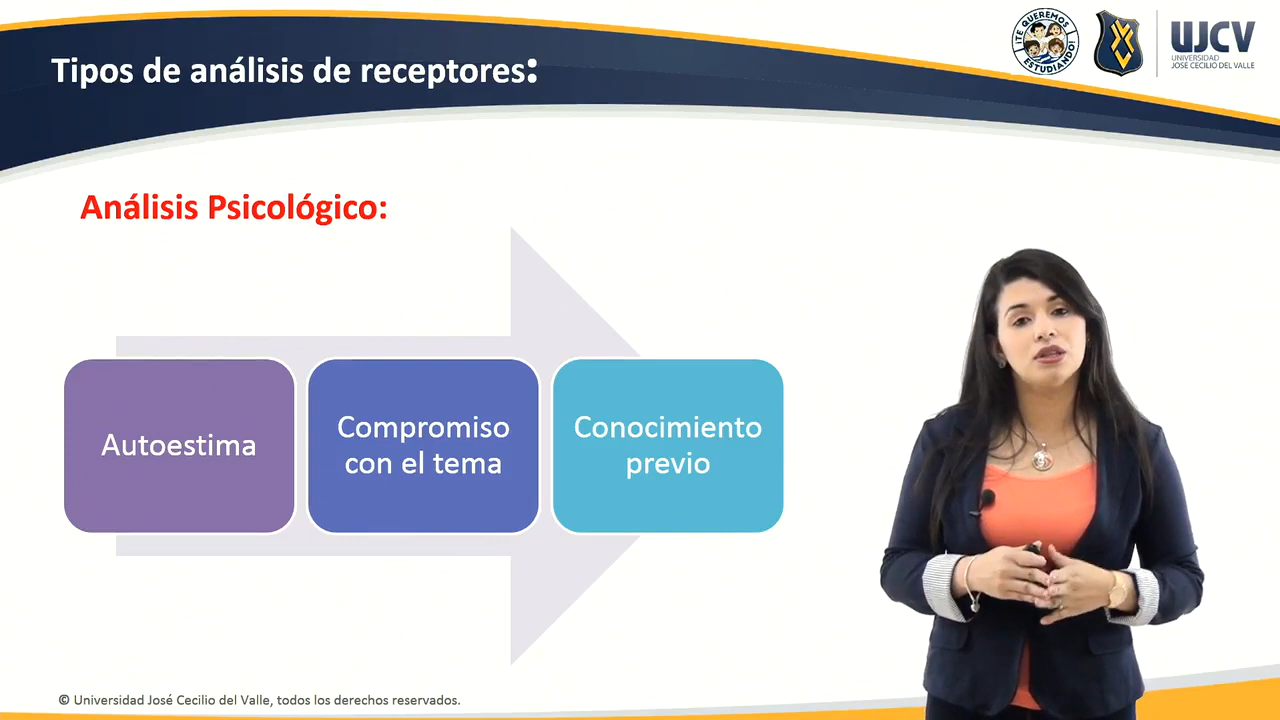 Tipos de análisis de receptores:
¡TE QUEREMOS
ESTUDIANDO!
UJCV
UNIVERSIDAD
JOSÉ CECILIO DEL VALLE
Análisis Psicológico:
Autoestima
Compromiso
con el tema
Conocimiento
previo
© Universidad José Cecilio del Valle, todos los derechos reservados.